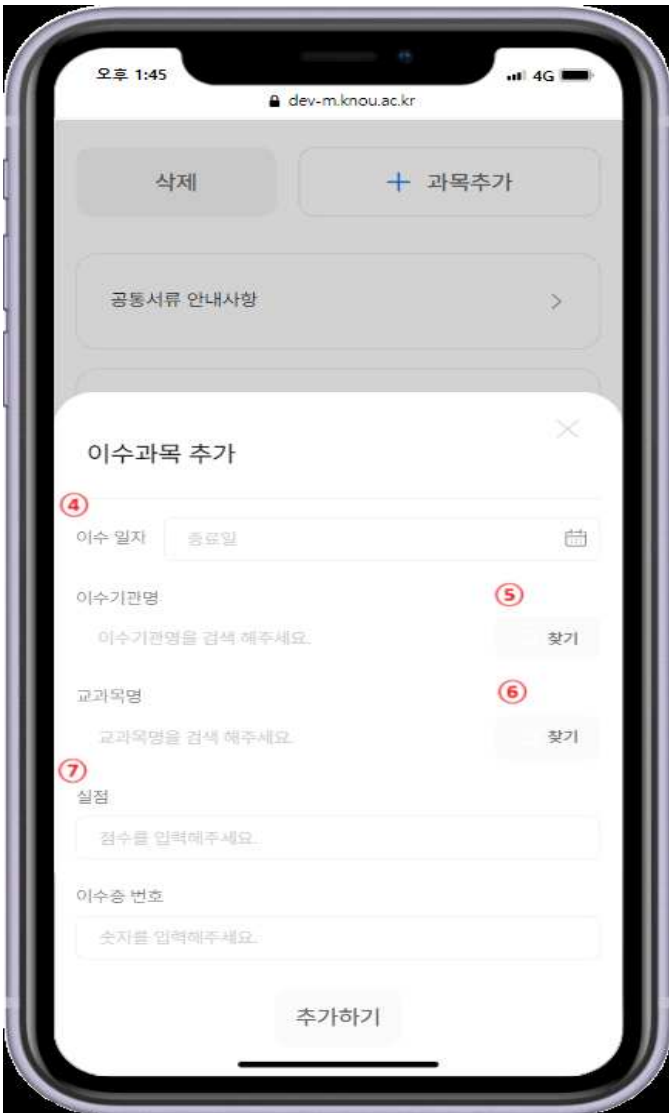 오후 1:45
4G
dev-m.knou.ac.kr
삭제
+ 과목추가
공통서류 안내사항 >
이수과목 추가
④
이수 일자 종료일
이수기관명 ⑤
이수기관명을 검색 해주세요. 찾기
교과목명 ⑥
교과목명을 검색 해주세요. 찾기
⑦
실점
점수를 입력해주세요.
이수증 번호
숫자를 입력해주세요.
추가하기